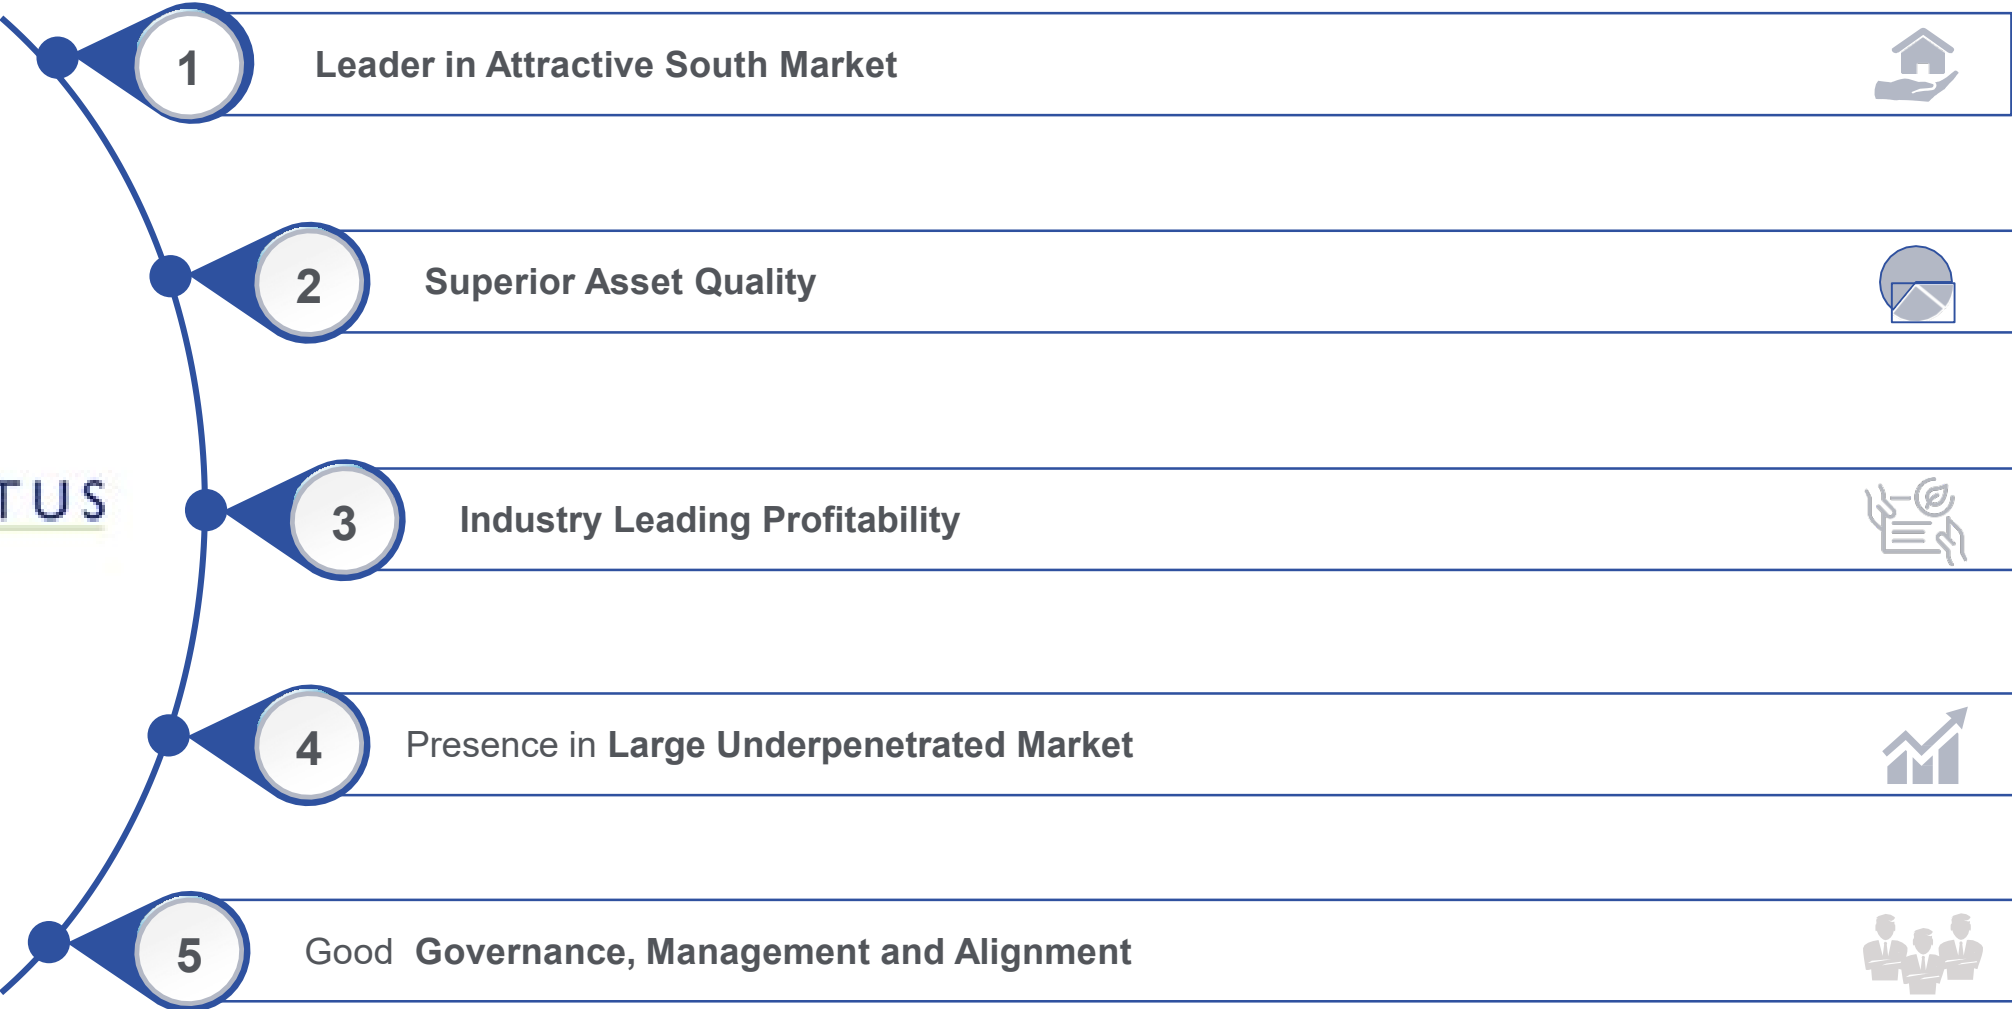 1
Leader in Attractive South Market
2
Superior Asset Quality
TUS
3
Industry Leading Profitability
4
Presence in Large Underpenetrated Market
5
Good Governance, Management and Alignment